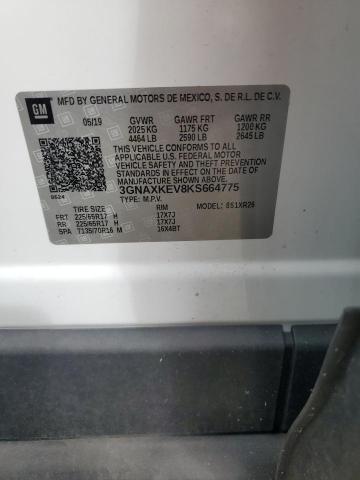 GM
MFD BY GENERAL MOTORS DE MEXICO, S. DE R.L. DE C.V.
05/19 GVWR GAWR FRT GAWR RR
2025 KG 1175 KG 1200 KG
4464 LB 2590 LB 2645 LB
THIS VEHICLE CONFORMS TO ALL
APPLICABLE U.S. FEDERAL MOTOR
VEHICLE SAFETY, BUMPER, AND THEFT
PREVENTION STANDARDS IN EFFECT ON
THE DATE OF MANUFACTURE SHOWN ABOVE.
3GNAXKEV8KS664775
0524 TYPE: M.P.V. MODEL: 851XR26
TIRE SIZE RIM
FRT 225/65R17 H 17X7J
RR 225/65R17 H 17X7J
SPA T135/70R16 M 16X4BT